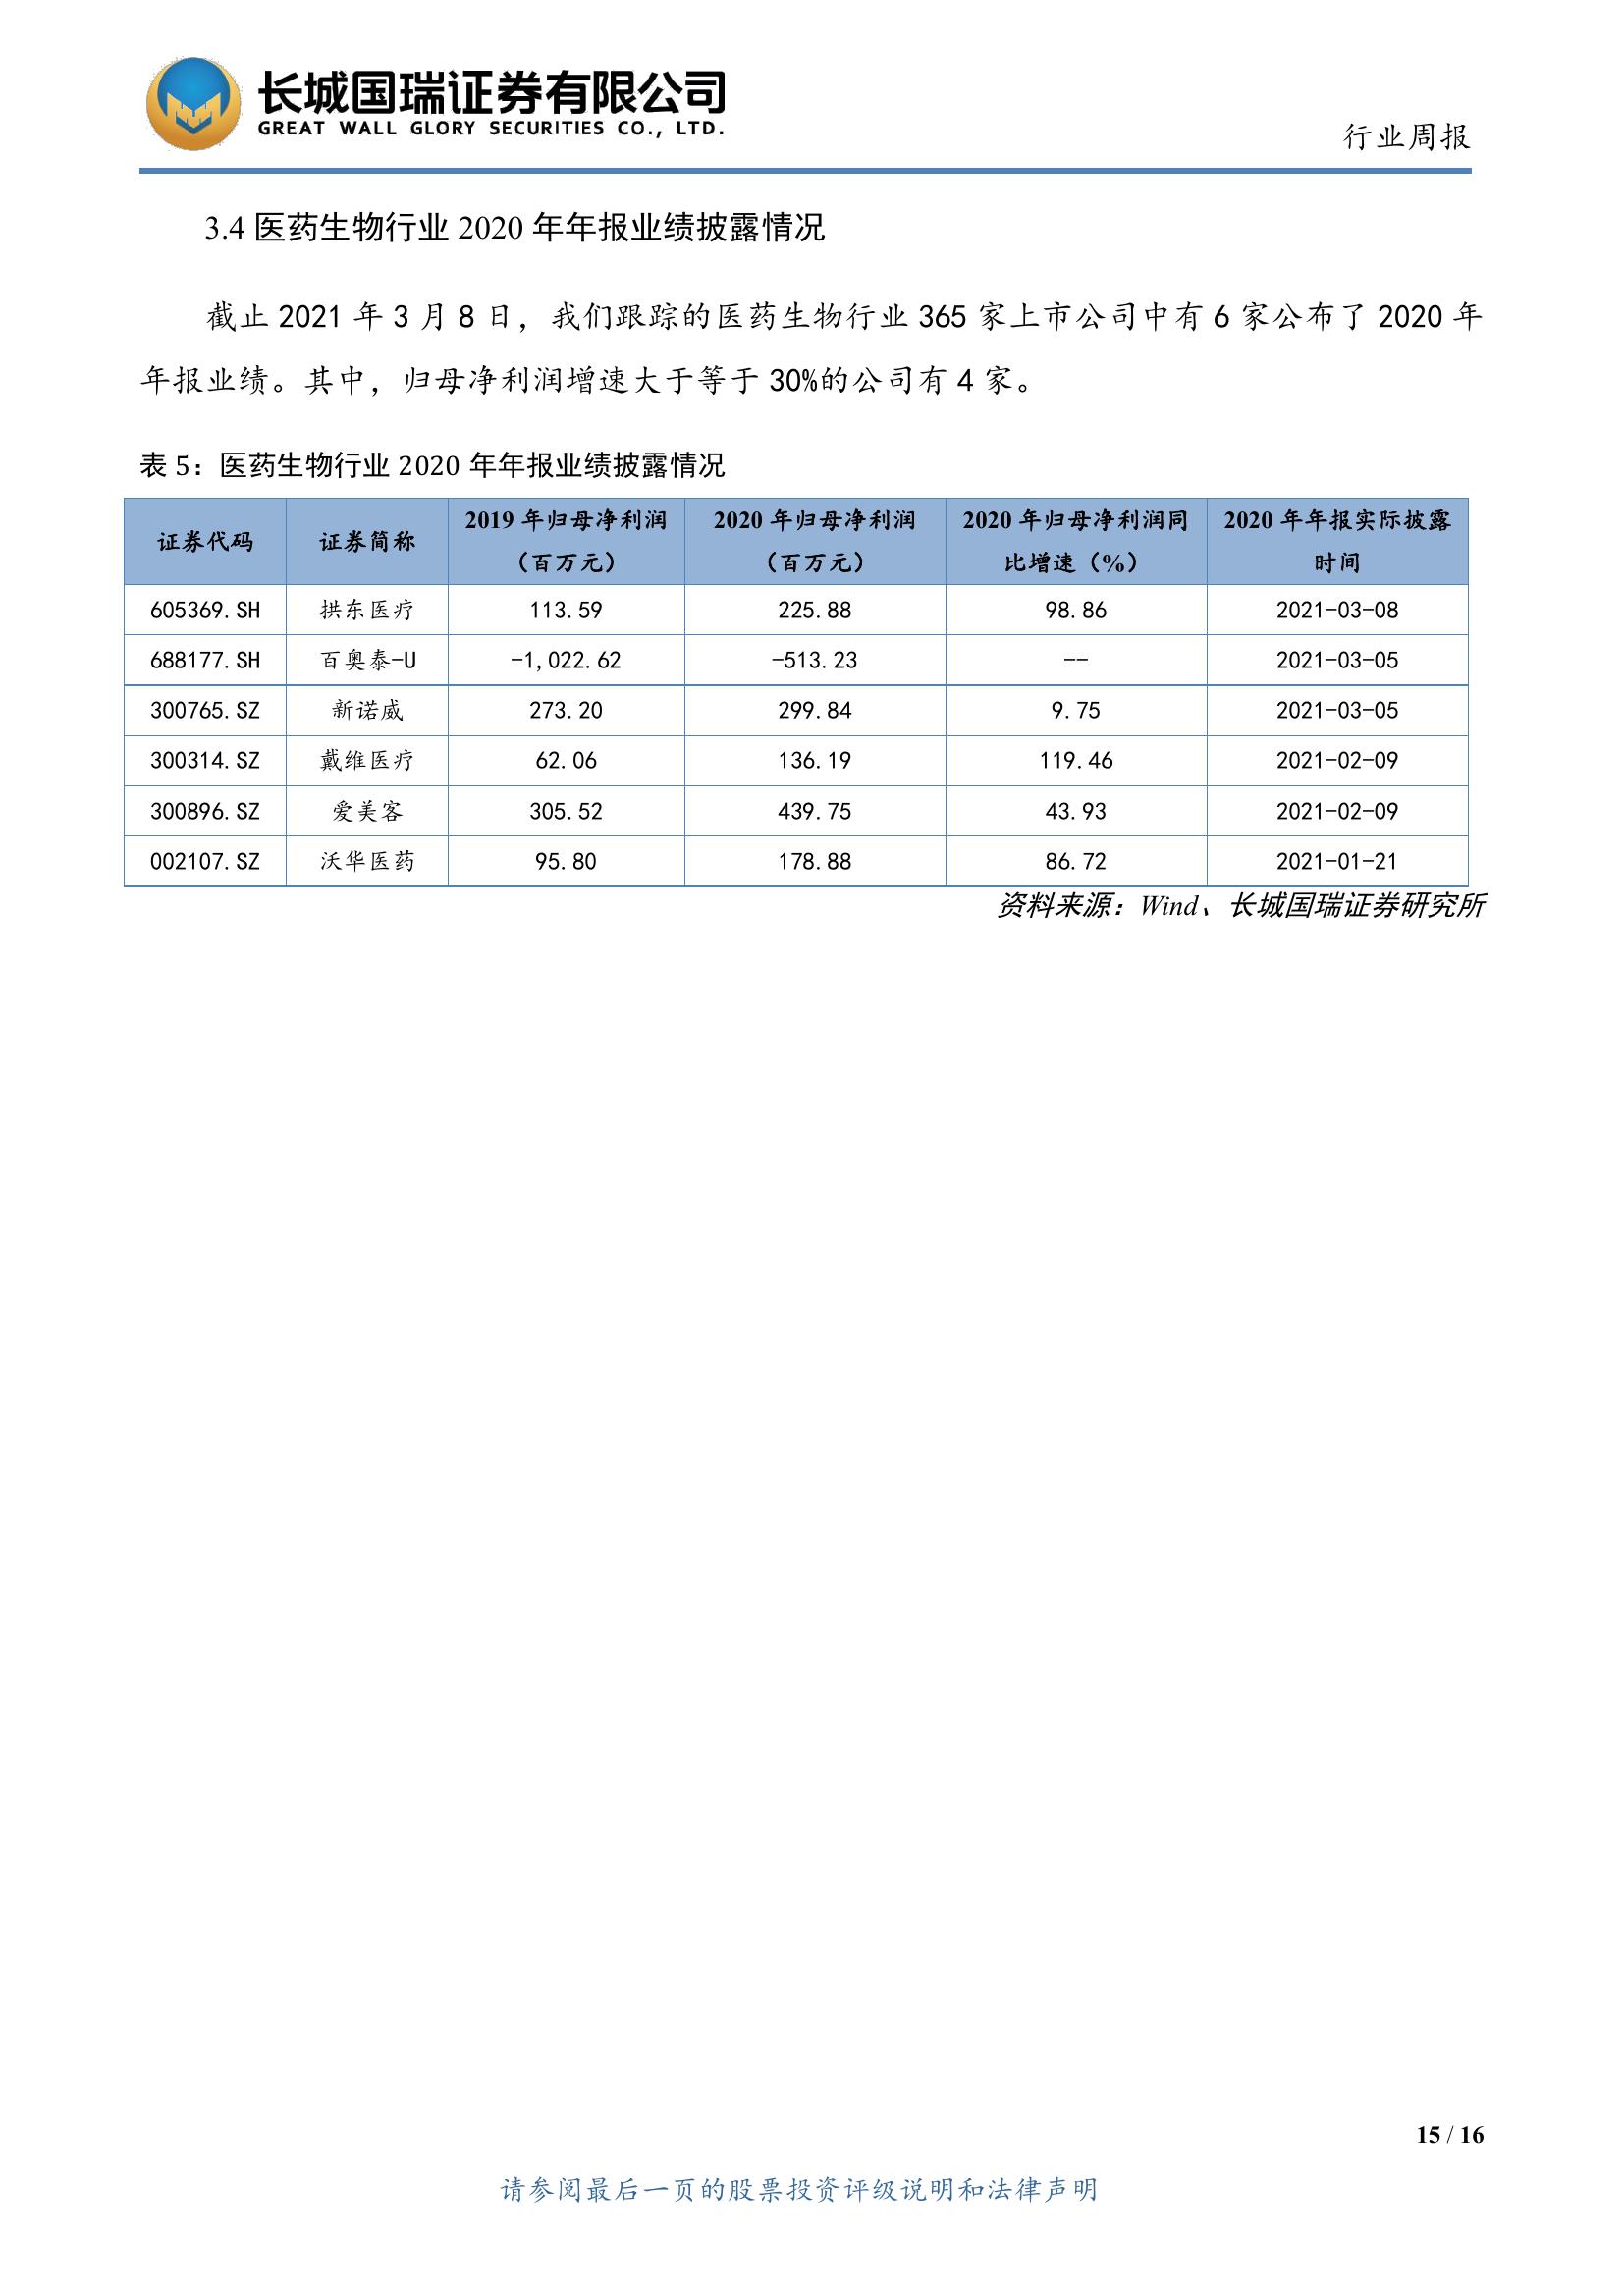 长城国瑞证券有限公司
GREAT WALL GLORY SECURITIES CO., LTD.
行业周报
3.4 医药生物行业 2020 年年报业绩披露情况
截止 2021 年 3 月 8 日，我们跟踪的医药生物行业 365 家上市公司中有 6 家公布了 2020 年
年报业绩。其中，归母净利润增速大于等于 30%的公司有 4 家。
表 5：医药生物行业 2020 年年报业绩披露情况
证券代码 证券简称 2019 年归母净利润（百万元） 2020 年归母净利润（百万元） 2020 年归母净利润同比增速（%） 2020 年年报实际披露时间
605369.SH 拱东医疗 113.59 225.88 98.86 2021-03-08
688177.SH 百奥泰-U -1,022.62 -513.23 -- 2021-03-05
300765.SZ 新诺威 273.20 299.84 9.75 2021-03-05
300314.SZ 戴维医疗 62.06 136.19 119.46 2021-02-09
300896.SZ 爱美客 305.52 439.75 43.93 2021-02-09
002107.SZ 沃华医药 95.80 178.88 86.72 2021-01-21
资料来源：Wind、长城国瑞证券研究所
15 / 16
请参阅最后一页的股票投资评级说明和法律声明